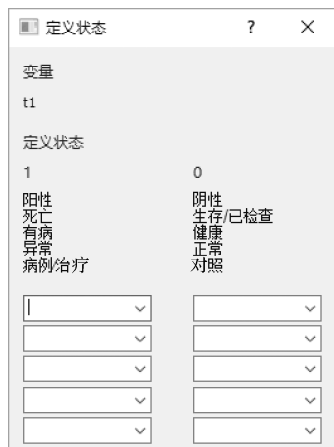 定义状态 ?
变量
t1
定义状态
1 0
阳性 阴性
死亡 生存/已检查
有病 健康
异常 正常
病例/治疗 对照